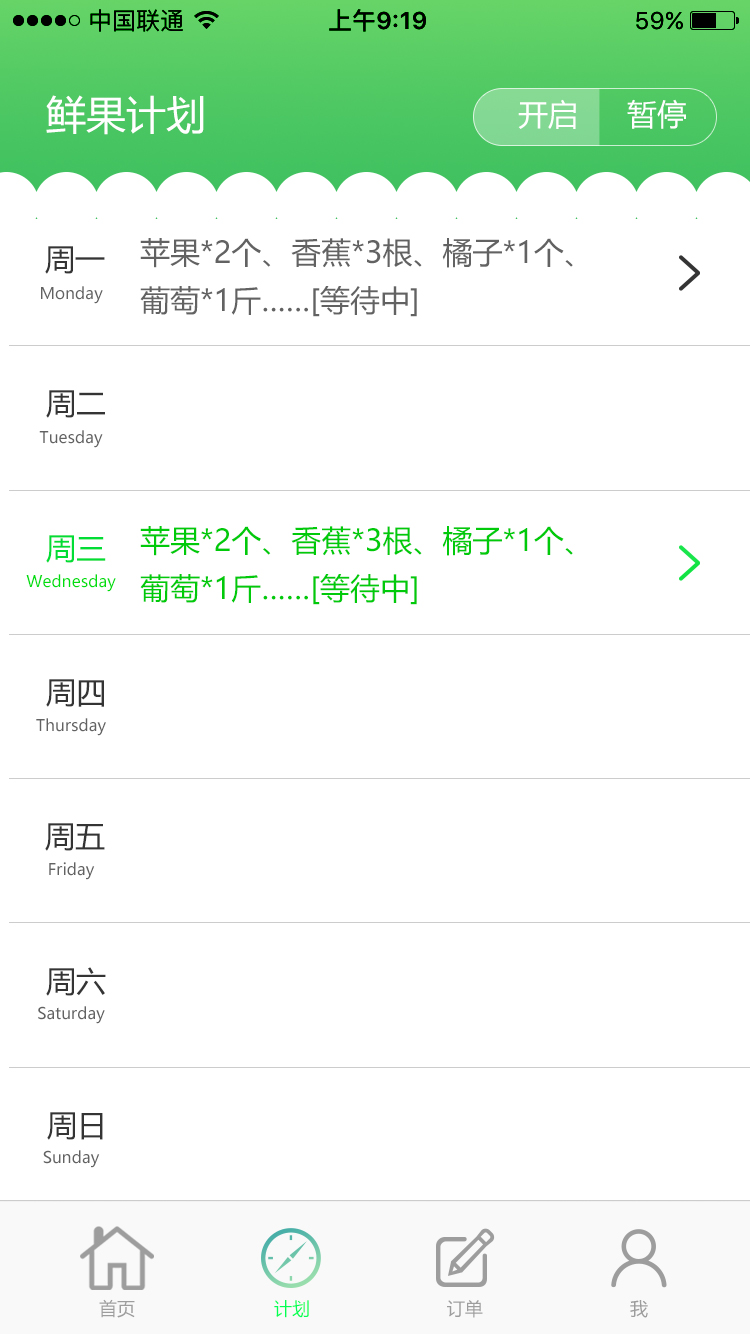 中国联通 上午9:19 59%
鲜果计划 开启 暂停
周一
Monday
苹果*2个、香蕉*3根、橘子*1个、
葡萄*1斤......[等待中]
周二
Tuesday
周三
Wednesday
苹果*2个、香蕉*3根、橘子*1个、
葡萄*1斤......[等待中]
周四
Thursday
周五
Friday
周六
Saturday
周日
Sunday
首页 计划 订单 我